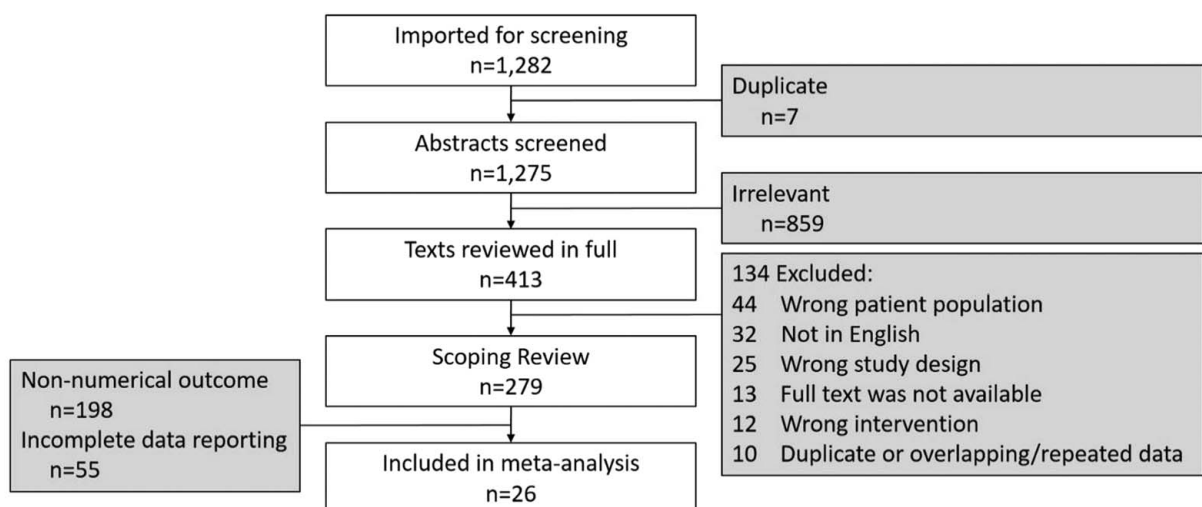 Imported for screening
n=1,282
Duplicate
n=7
Abstracts screened
n=1,275
Irrelevant
n=859
Texts reviewed in full
n=413
134 Excluded:
44 Wrong patient population
32 Not in English
25 Wrong study design
13 Full text was not available
12 Wrong intervention
10 Duplicate or overlapping/repeated data
Scoping Review
n=279
Non-numerical outcome
n=198
Incomplete data reporting
n=55
Included in meta-analysis
n=26